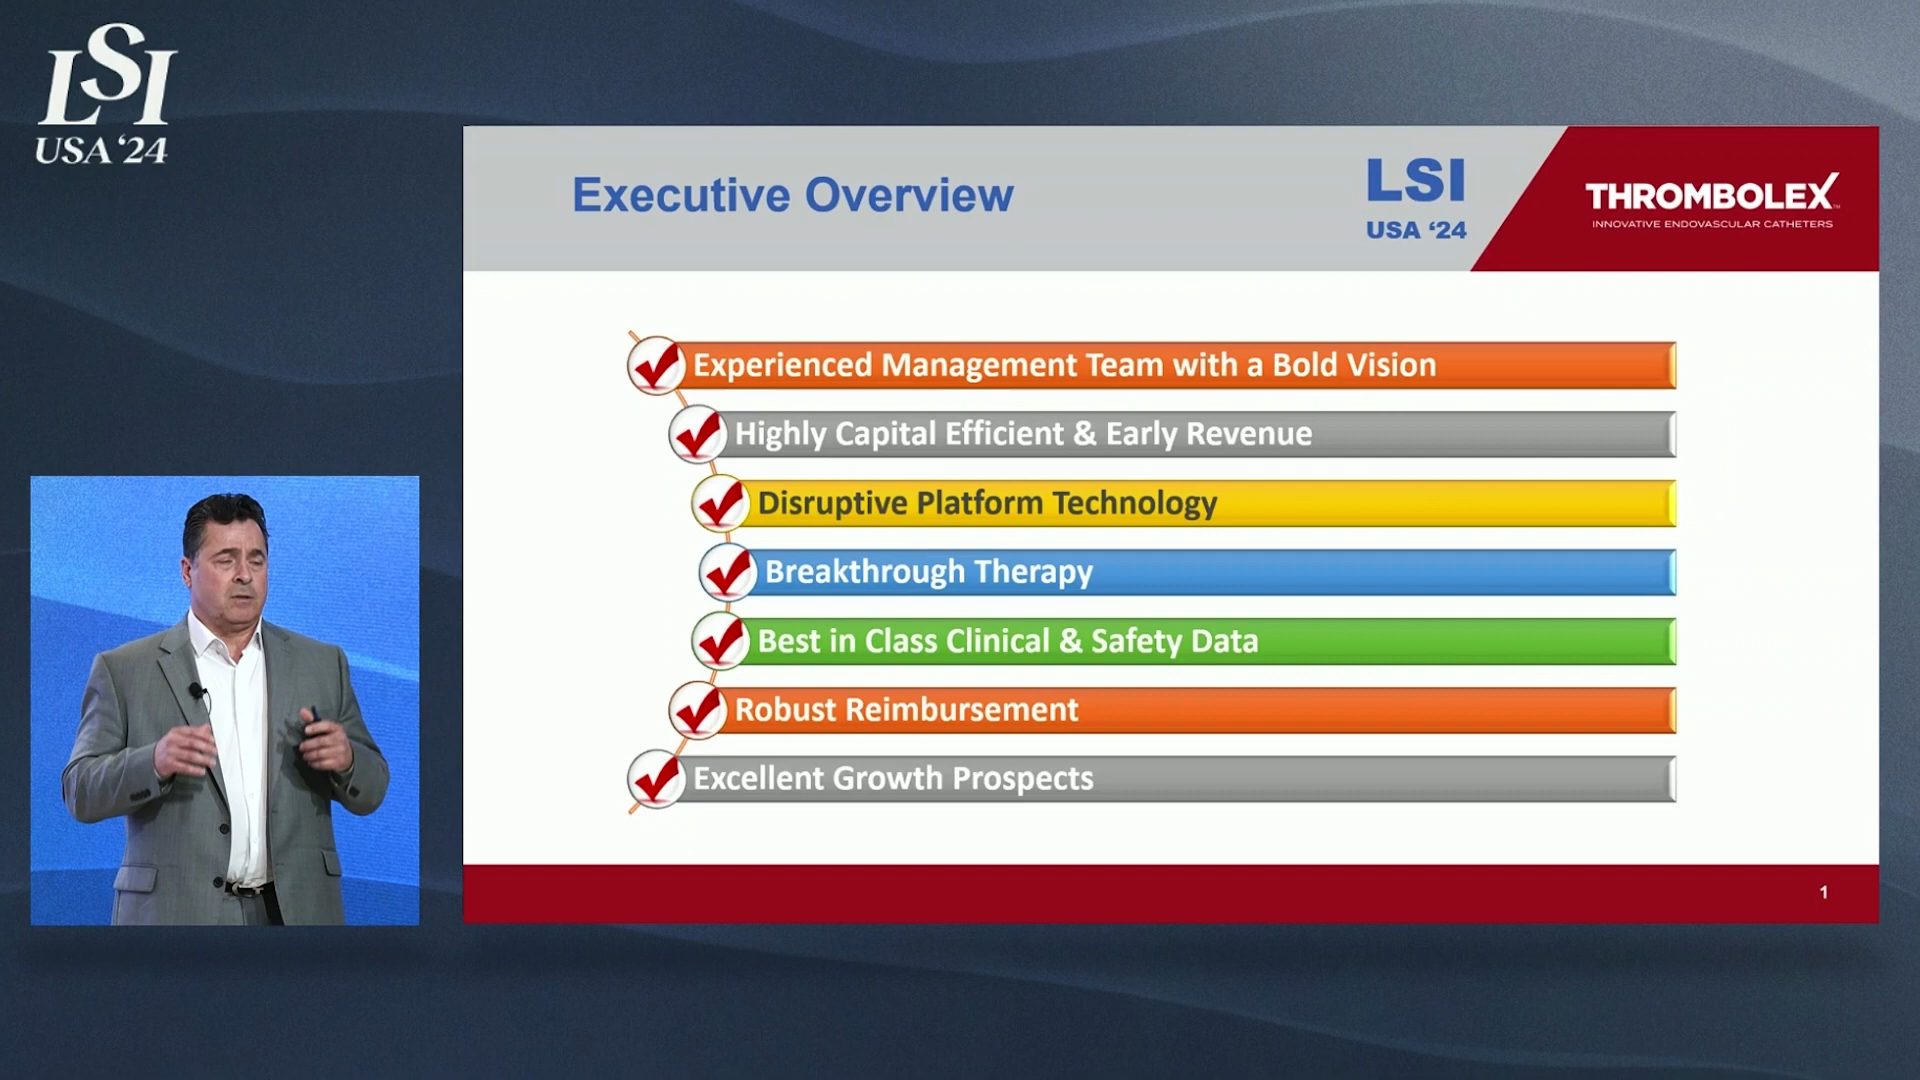 LSI
USA ‘24
Executive Overview
LSI
USA ‘24
THROMBOLEX™
INNOVATIVE ENDOVASCULAR CATHETERS
Experienced Management Team with a Bold Vision
Highly Capital Efficient & Early Revenue
Disruptive Platform Technology
Breakthrough Therapy
Best in Class Clinical & Safety Data
Robust Reimbursement
Excellent Growth Prospects
1